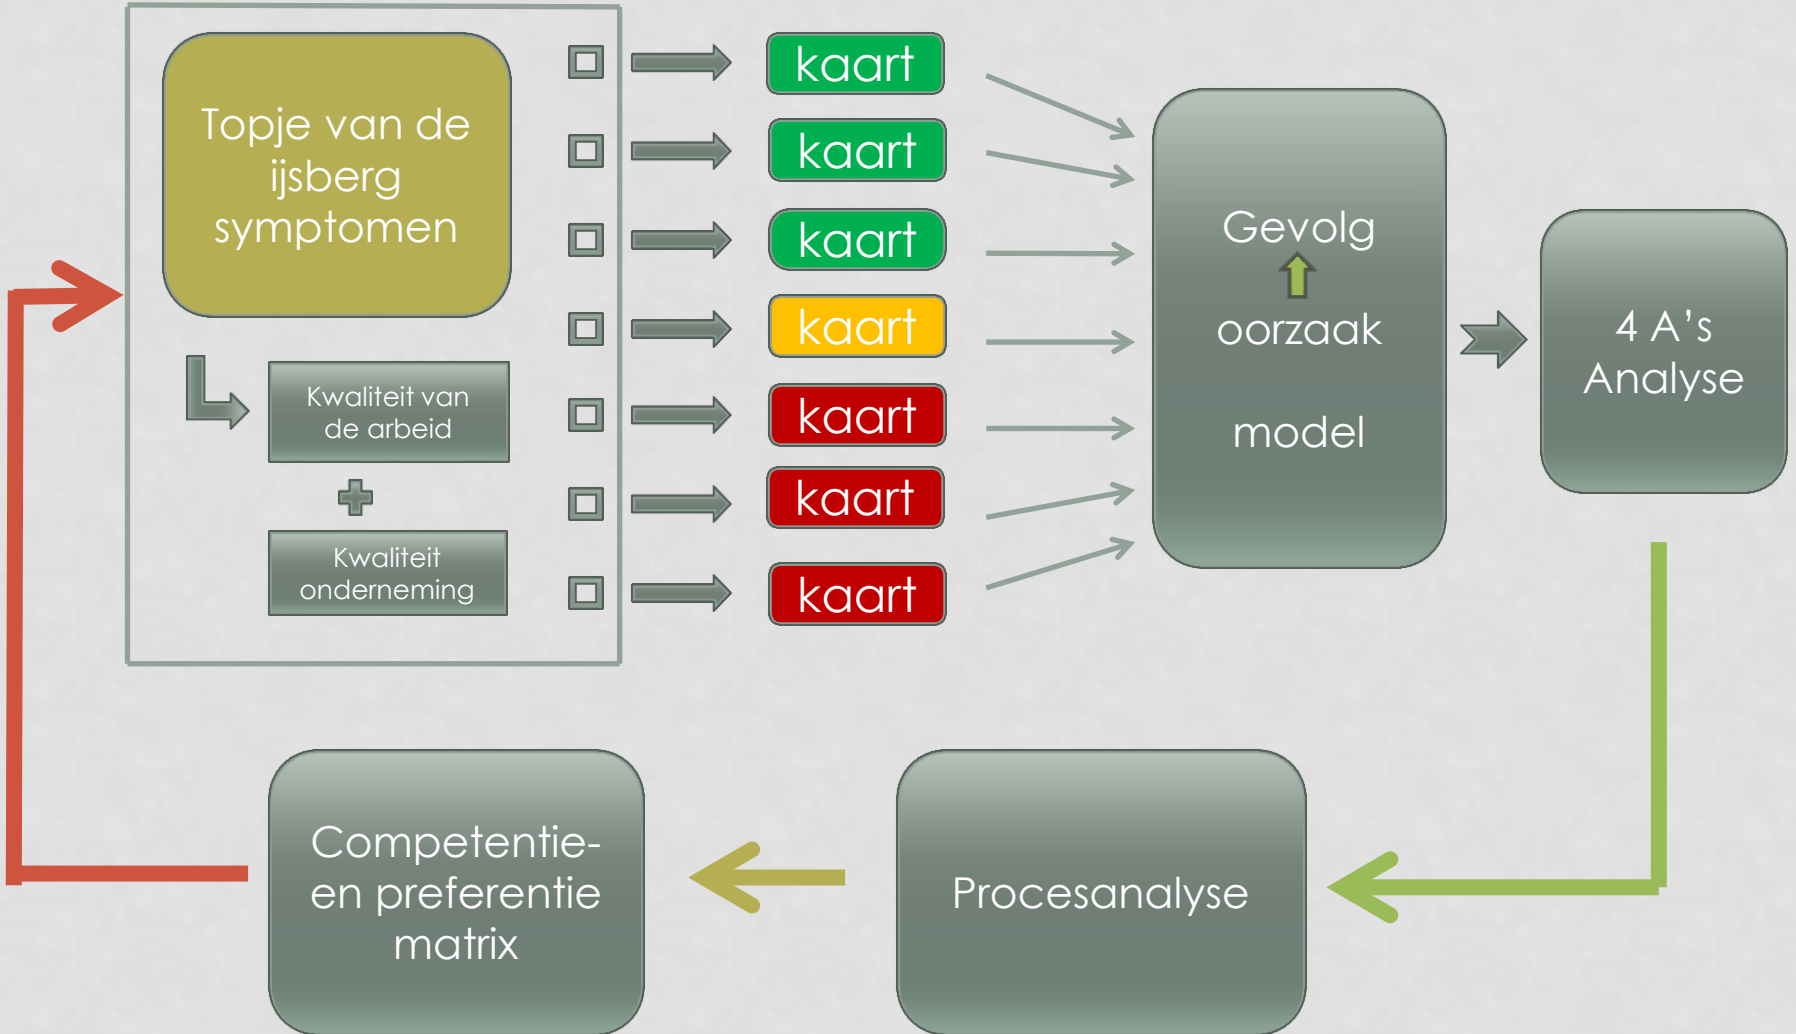 Topje van de
ijsberg
symptomen
Kwaliteit van
de arbeid
Kwaliteit
onderneming
kaart
kaart
kaart
kaart
kaart
kaart
kaart
Gevolg
oorzaak
model
4 A’s
Analyse
Competentie-
en preferentie
matrix
Procesanalyse